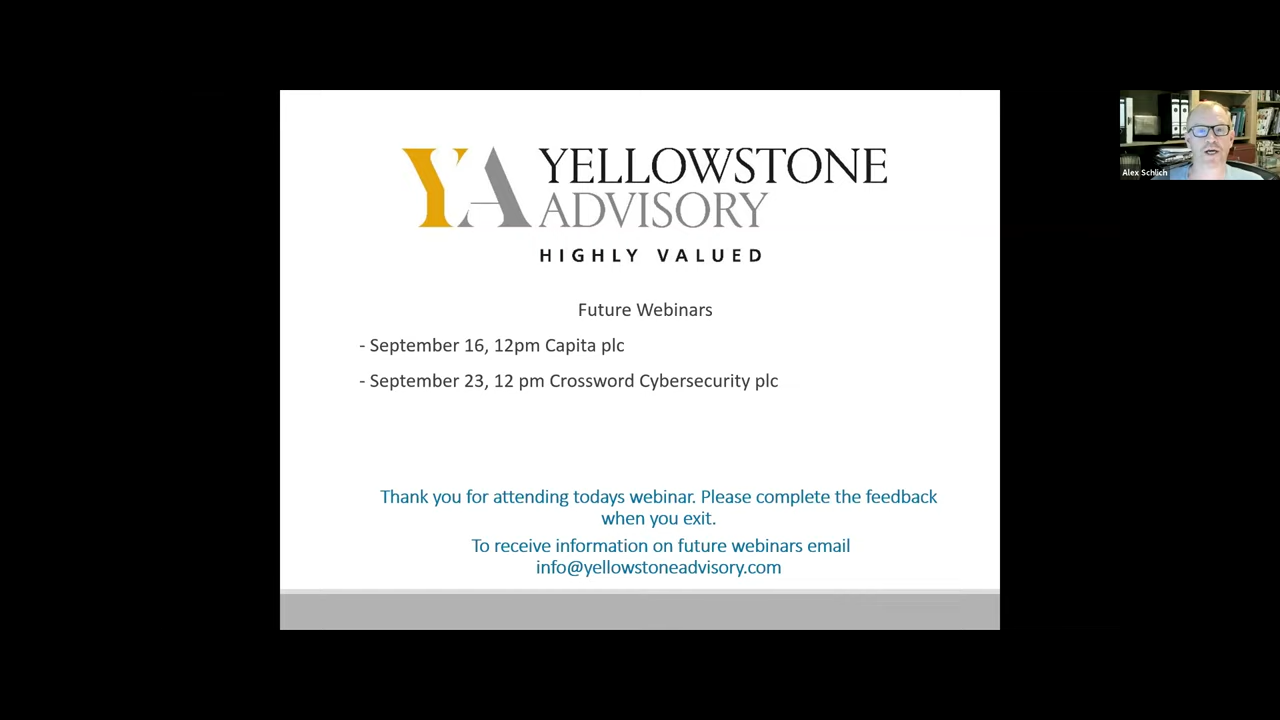 YA YELLOWSTONE
ADVISORY
HIGHLY VALUED
Future Webinars
- September 16, 12pm Capita plc
- September 23, 12 pm Crossword Cybersecurity plc
Thank you for attending todays webinar. Please complete the feedback
when you exit.
To receive information on future webinars email
info@yellowstoneadvisory.com
Alex Schlich